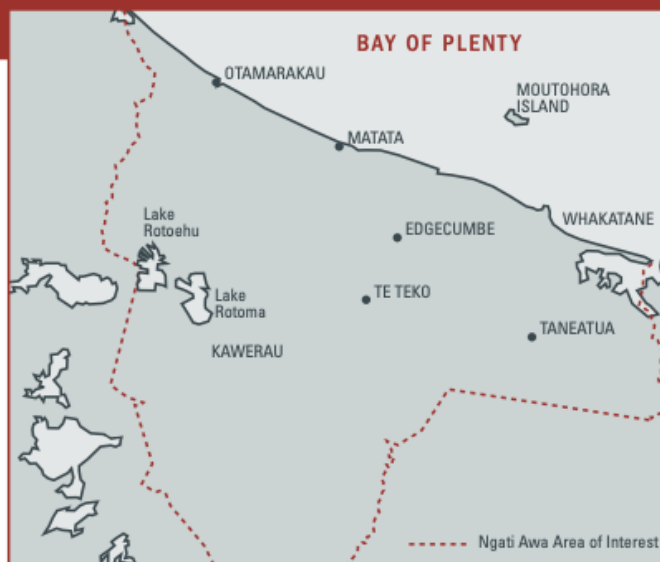 BAY OF PLENTY
OTAMARAKAU
MOUTOHORA
ISLAND
MATATA
Lake
Rotoehu
WHAKATANE
EDGECUMBE
TE TEKO
Lake
Rotoma
TANEATUA
KAWERAU
Ngati Awa Area of Interest